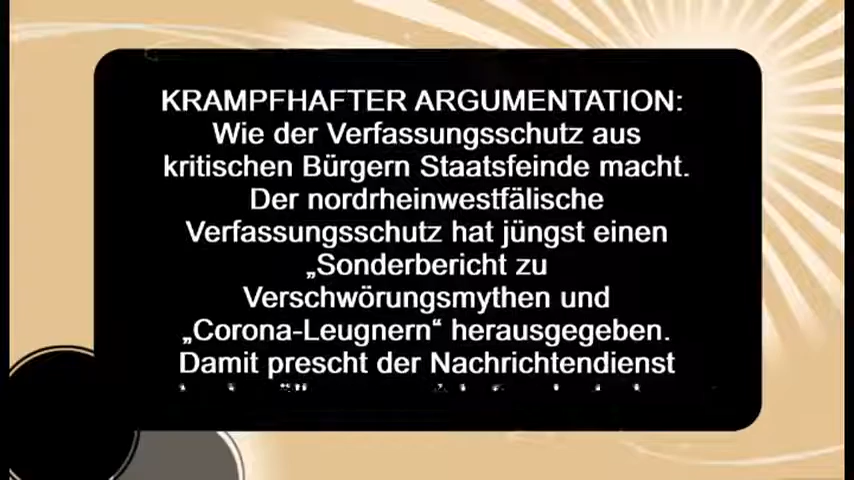 KRAMPFHAFTER ARGUMENTATION:
Wie der Verfassungsschutz aus
kritischen Bürgern Staatsfeinde macht.
Der nordrheinwestfälische
Verfassungsschutz hat jüngst einen
„Sonderbericht zu
Verschwörungsmythen und
„Corona-Leugnern“ herausgegeben.
Damit prescht der Nachrichtendienst